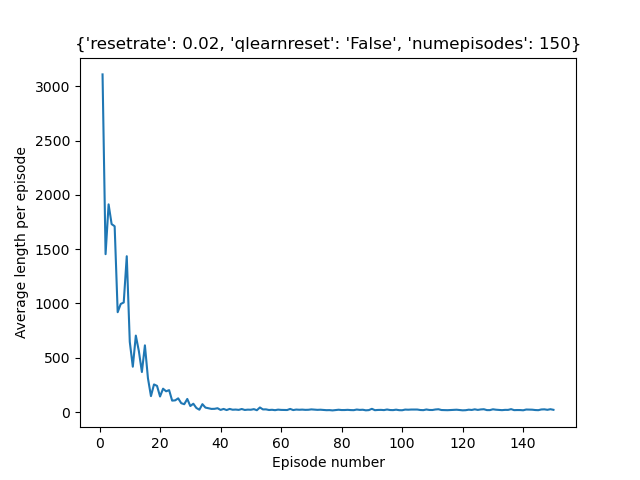 {'resetrate': 0.02, 'qlearnreset': 'False', 'numepisodes': 150}
Average length per episode
3000
2500
2000
1500
1000
500
0
0 20 40 60 80 100 120 140
Episode number